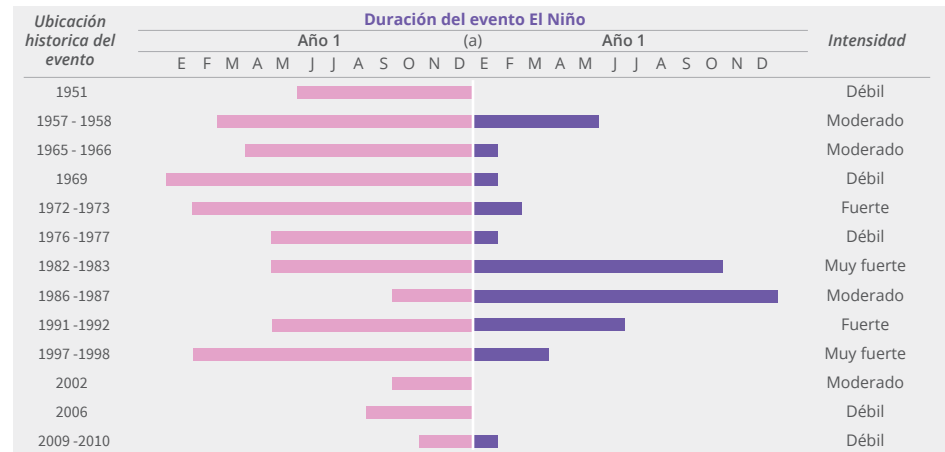 Ubicación
historica del
evento
Duración del evento El Niño
Año 1 (a) Año 1
Intensidad
E F M A M J J A S O N D E F M A M J J A S O N D
1951 Débil
1957 - 1958 Moderado
1965 - 1966 Moderado
1969 Débil
1972 -1973 Fuerte
1976 -1977 Débil
1982 -1983 Muy fuerte
1986 -1987 Moderado
1991 -1992 Fuerte
1997 -1998 Muy fuerte
2002 Moderado
2006 Débil
2009 -2010 Débil